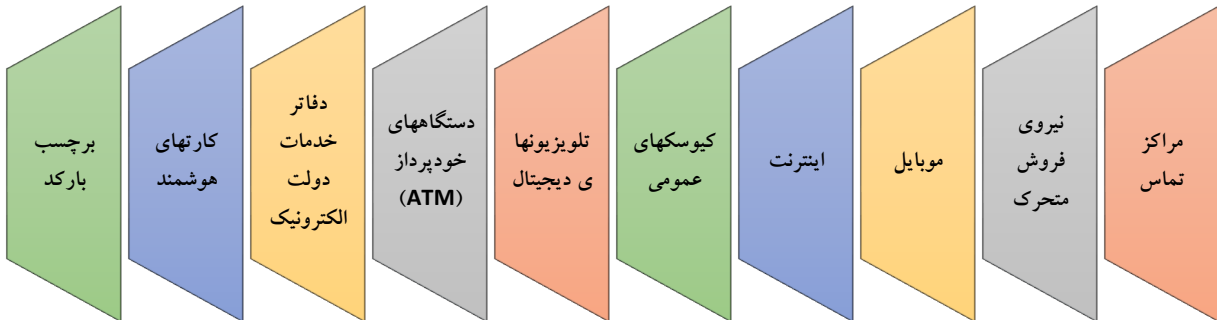 مراکز
تماس
نیروی
فروش
متحرک
موبایل
اینترنت
کیوسکهای
عمومی
تلویزیونها
ی دیجیتال
دستگاههای
خودپرداز
(ATM)
دفاتر
خدمات
دولت
الکترونیک
کارتهای
هوشمند
برچسب
بارکد